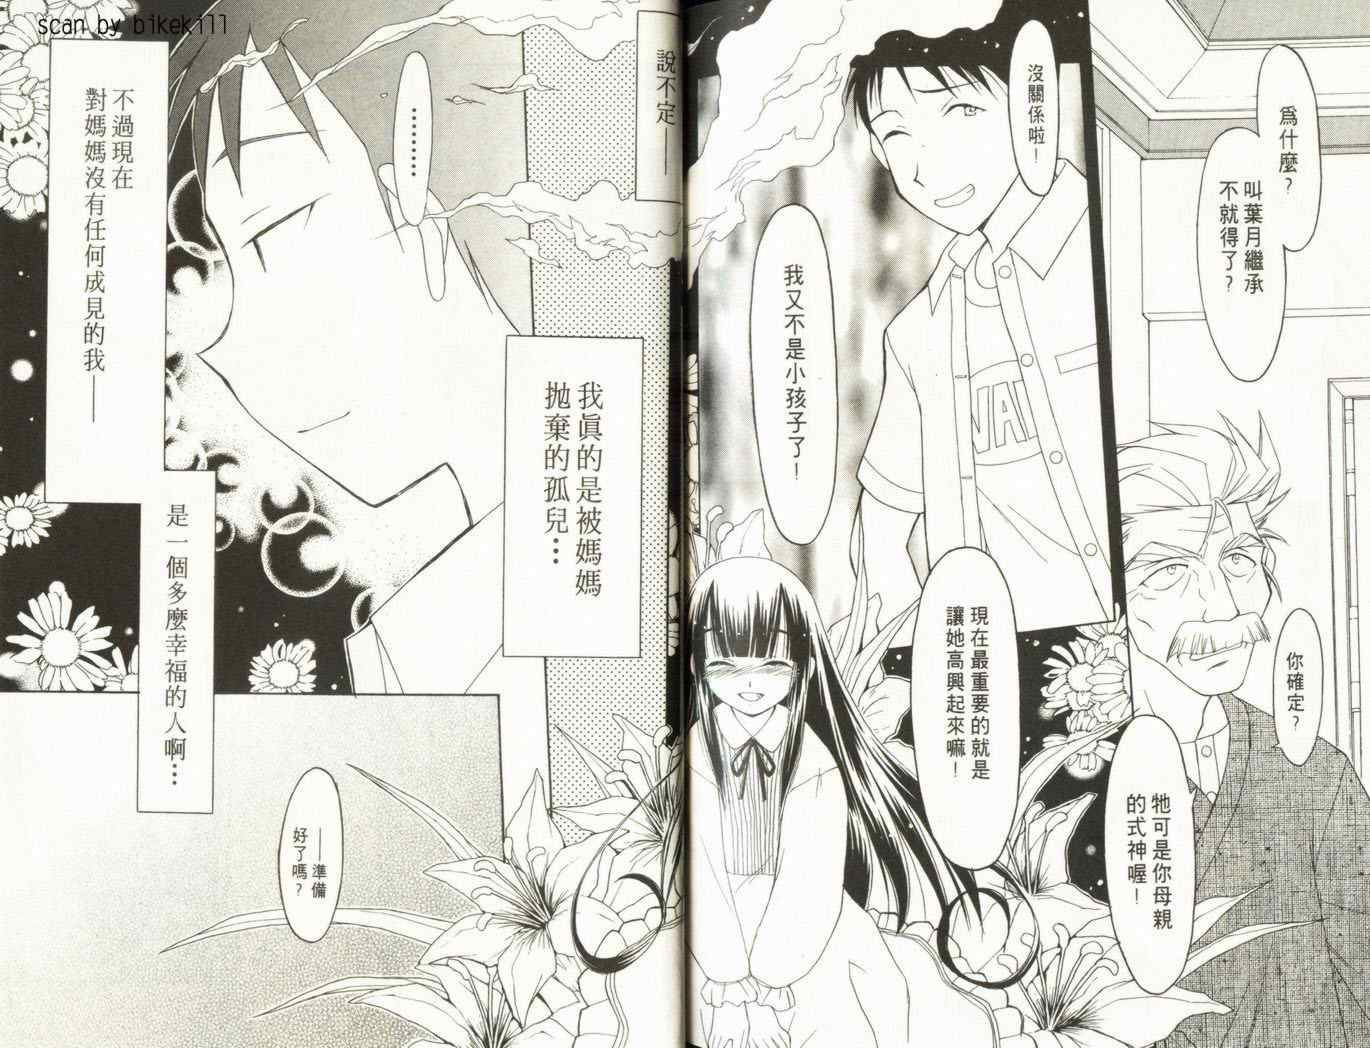 scan by bikekill
為什麼？
叫葉月繼承
不就得了？
你確定？
牠可是你母親
的式神喔！
沒關係啦！
我又不是小孩子了！
現在最重要的就是
讓她高興起來嘛！
說不定——
⋯⋯⋯
我真的是被媽媽
拋棄的孤兒⋯
不過現在
對媽媽沒有任何成見的我——
是一個多麼幸福的人啊⋯
——準備
好了嗎？